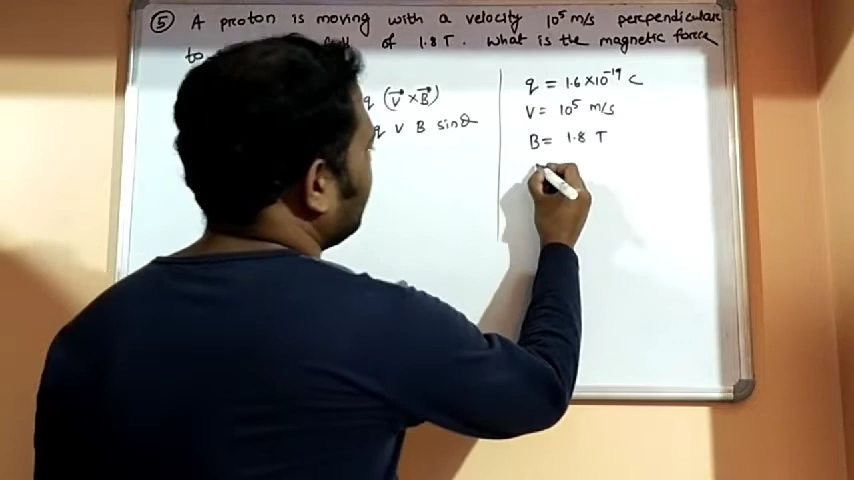 ⑤ A proton is moving with a velocity 10⁵ m/s perpendicular
to of 1.8 T. What is the magnetic force
q (V⃗ × B⃗)
q V B sinθ
q = 1.6 × 10⁻¹⁹ C
V = 10⁵ m/s
B = 1.8 T